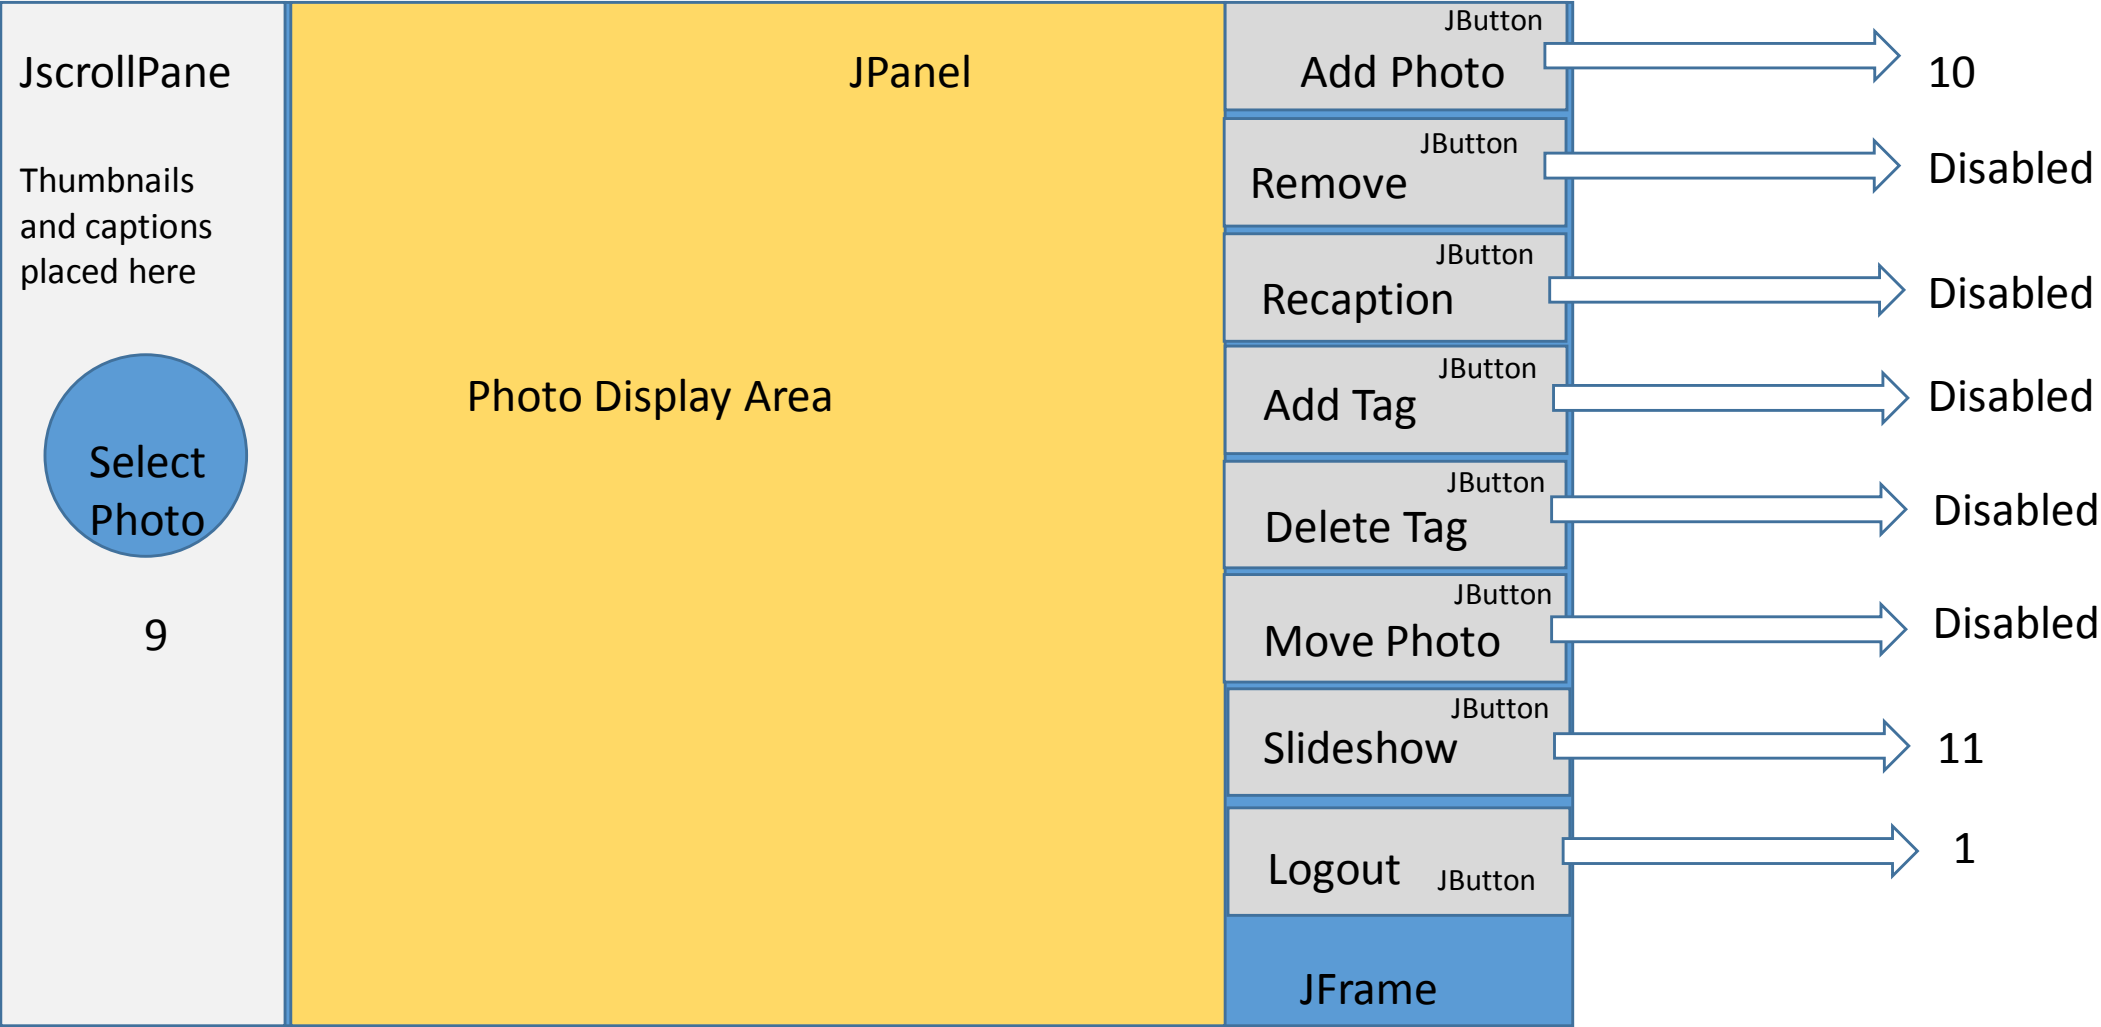 JscrollPane
Thumbnails
and captions
placed here
Select
Photo
9
JPanel
Photo Display Area
JButton
Add Photo
10
JButton
Remove
Disabled
JButton
Recaption
Disabled
JButton
Add Tag
Disabled
JButton
Delete Tag
Disabled
JButton
Move Photo
Disabled
JButton
Slideshow
11
Logout JButton
1
JFrame